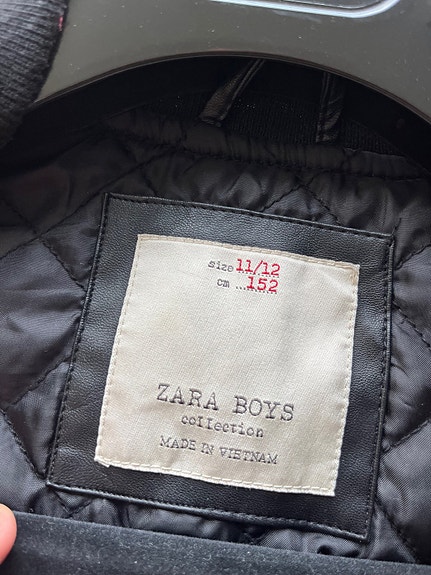 size 11/12
cm ...152
ZARA BOYS
collection
MADE IN VIETNAM